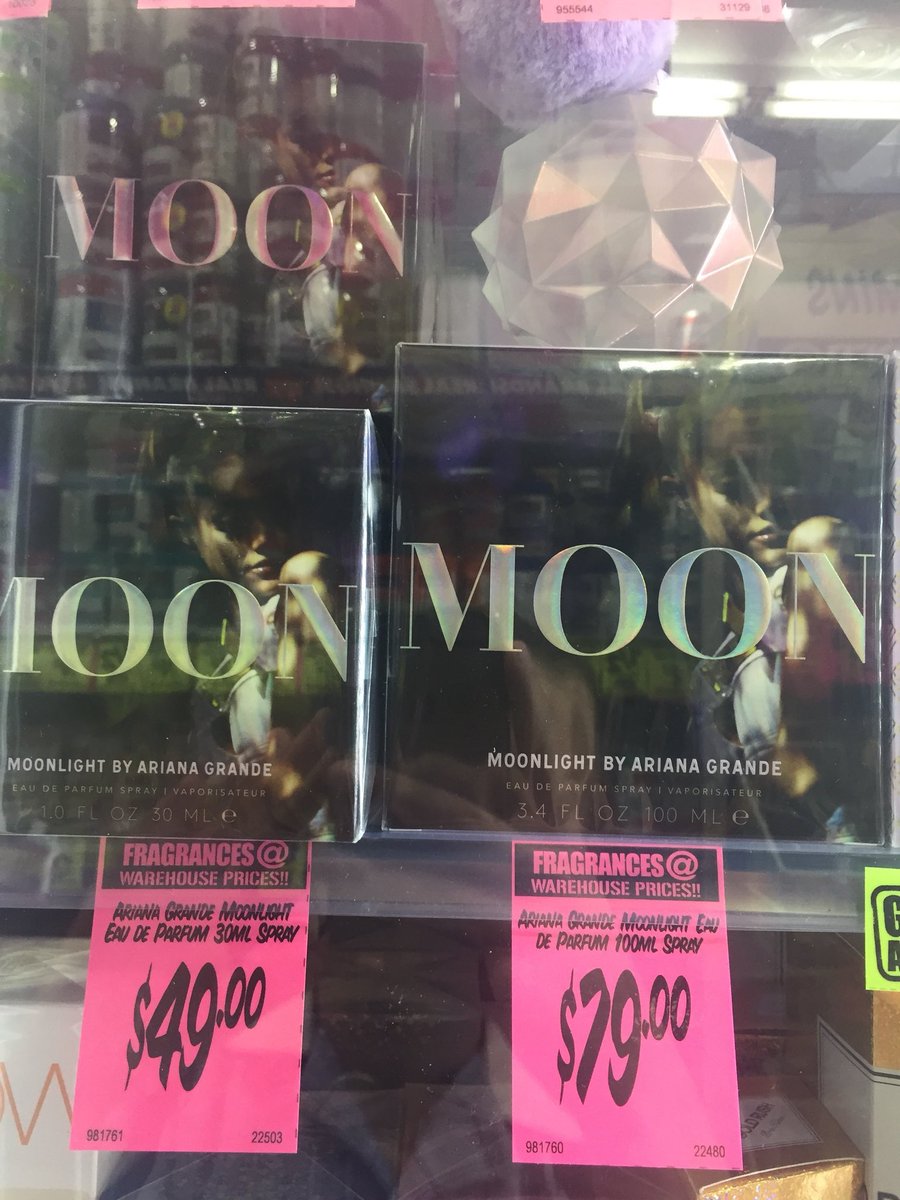 955544
31129
MOON
MOON
MOONLIGHT BY ARIANA GRANDE
EAU DE PARFUM SPRAY | VAPORISATEUR
1.0 FL OZ 30 ML ℮
MOON
MOONLIGHT BY ARIANA GRANDE
EAU DE PARFUM SPRAY | VAPORISATEUR
3.4 FL OZ 100 ML ℮
FRAGRANCES@
WAREHOUSE PRICES!!
ARIANA GRANDE MOONLIGHT
EAU DE PARFUM 30ML SPRAY
$49.00
981761 22503
FRAGRANCES@
WAREHOUSE PRICES!!
ARIANA GRANDE MOONLIGHT EAU
DE PARFUM 100ML SPRAY
$79.00
981760 22480